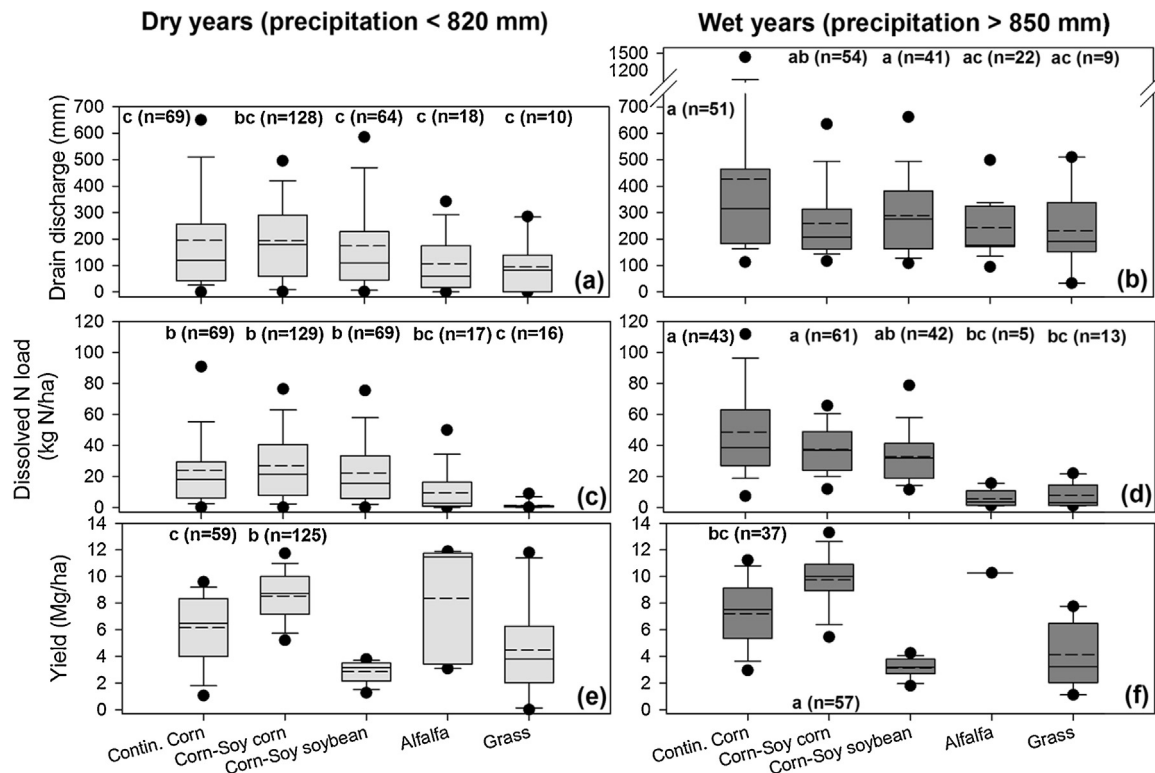 Dry years (precipitation < 820 mm)
Wet years (precipitation > 850 mm)
Drain discharge (mm)
700
600
500
400
300
200
100
0
c (n=69) bc (n=128) c (n=64) c (n=18) c (n=10)
(a)
1500
1200
700
600
500
400
300
200
100
0
ab (n=54) a (n=41) ac (n=22) ac (n=9)
a (n=51)
(b)
Dissolved N load
(kg N/ha)
120
100
80
60
40
20
0
b (n=69) b (n=129) b (n=69) bc (n=17) c (n=16)
(c)
120
100
80
60
40
20
0
a (n=43) a (n=61) ab (n=42) bc (n=5) bc (n=13)
(d)
Yield (Mg/ha)
14
12
10
8
6
4
2
0
c (n=59) b (n=125)
(e)
14
12
10
8
6
4
2
0
bc (n=37)
a (n=57)
(f)
Contin. Corn
Corn-Soy corn
Corn-Soy soybean
Alfalfa
Grass
Contin. Corn
Corn-Soy corn
Corn-Soy soybean
Alfalfa
Grass